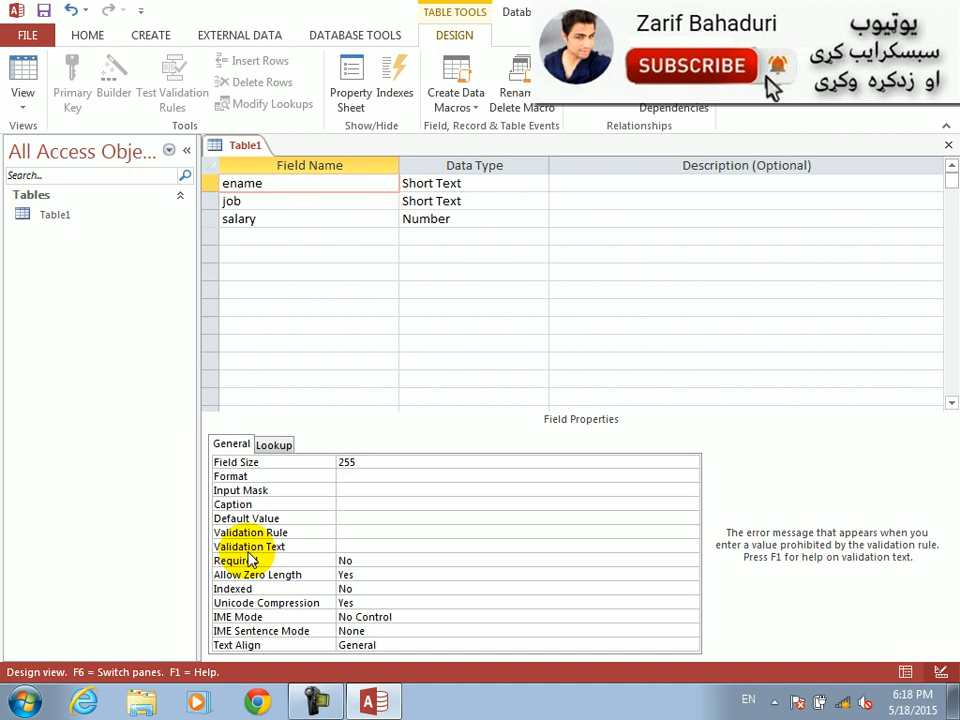 TABLE TOOLS
Datab
FILE
HOME
CREATE
EXTERNAL DATA
DATABASE TOOLS
DESIGN
Zarif Bahaduri
SUBSCRIBE
یوټیوب
سبسکرایب کړی
او زدکړه وکړی
View
Primary
Key
Builder
Test Validation
Rules
Insert Rows
Delete Rows
Modify Lookups
Property
Sheet
Indexes
Create Data
Macros
Renam
Delete Macro
Dependencies
Views
Tools
Show/Hide
Field, Record & Table Events
Relationships
All Access Obje...
Search...
Tables
Table1
Table1
Field Name
Data Type
Description (Optional)
ename
Short Text
job
Short Text
salary
Number
Field Properties
General
Lookup
Field Size
255
Format
Input Mask
Caption
Default Value
Validation Rule
Validation Text
Required
No
Allow Zero Length
Yes
Indexed
No
Unicode Compression
Yes
IME Mode
No Control
IME Sentence Mode
None
Text Align
General
The error message that appears when you
enter a value prohibited by the validation rule.
Press F1 for help on validation text.
Design view. F6 = Switch panes. F1 = Help.
EN
6:18 PM
5/18/2015